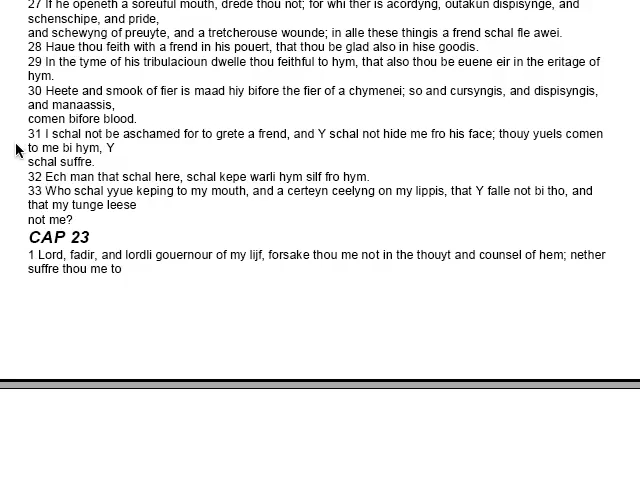 27 If he openeth a soreuful mouth, drede thou not; for whi ther is acordyng, outakun dispisynge, and
schenschipe, and pride,
and schewyng of preuyte, and a tretcherouse wounde; in alle these thingis a frend schal fle awei.
28 Haue thou feith with a frend in his pouert, that thou be glad also in hise goodis.
29 In the tyme of his tribulacioun dwelle thou feithful to hym, that also thou be euene eir in the eritage of
hym.
30 Heete and smook of fier is maad hiy bifore the fier of a chymenei; so and cursyngis, and dispisyngis,
and manaassis,
comen bifore blood.
31 I schal not be aschamed for to grete a frend, and Y schal not hide me fro his face; thouy yuels comen
to me bi hym, Y
schal suffre.
32 Ech man that schal here, schal kepe warli hym silf fro hym.
33 Who schal yyue keping to my mouth, and a certeyn ceelyng on my lippis, that Y falle not bi tho, and
that my tunge leese
not me?
CAP 23
1 Lord, fadir, and lordli gouernour of my lijf, forsake thou me not in the thouyt and counsel of hem; nether
suffre thou me to